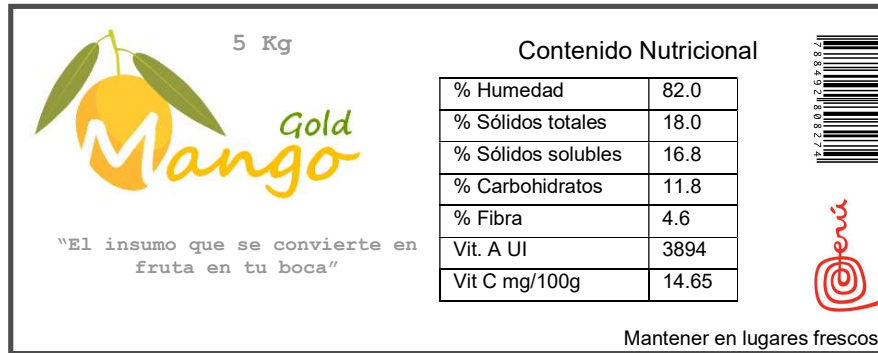 5 Kg
Gold
Mango
“El insumo que se convierte en
fruta en tu boca”
Contenido Nutricional
% Humedad 82.0
% Sólidos totales 18.0
% Sólidos solubles 16.8
% Carbohidratos 11.8
% Fibra 4.6
Vit. A UI 3894
Vit C mg/100g 14.65
788492 808274
Perú
Mantener en lugares frescos